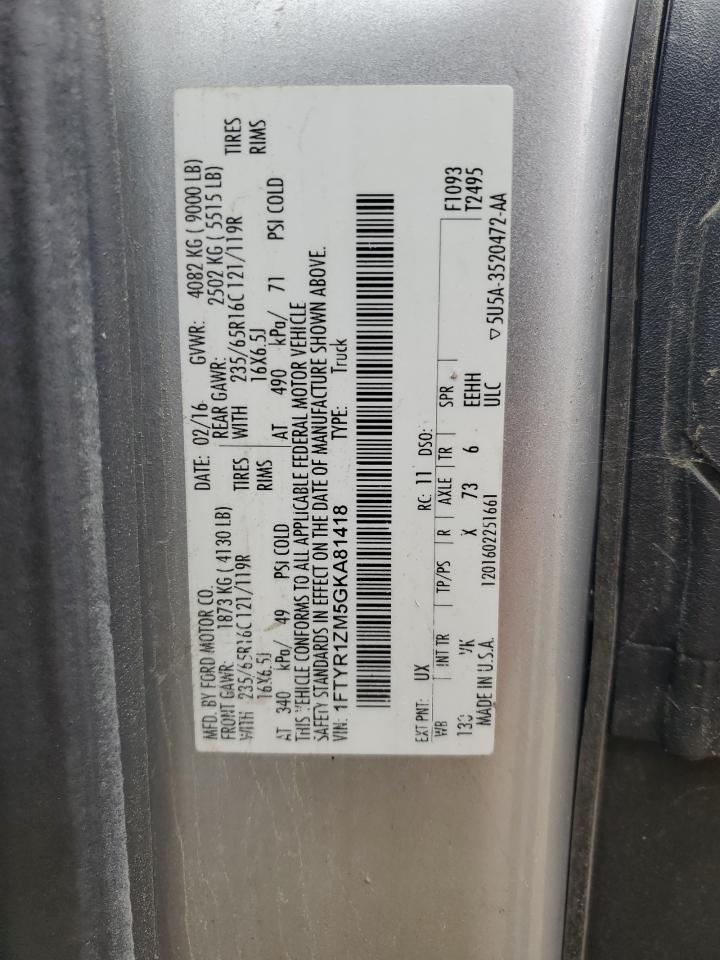 MFD. BY FORD MOTOR CO. DATE: 02/16 GVWR: 4082 KG ( 9000 LB)
FRONT GAWR: 1873 KG ( 4130 LB) REAR GAWR: 2502 KG ( 5515 LB)
WITH 235/65R16C 121/119R TIRES WITH 235/65R16C 121/119R TIRES
16X6.5J RIMS 16X6.5J RIMS
AT 340 kPa/ 49 PSI COLD AT 490 kPa/ 71 PSI COLD
THIS VEHICLE CONFORMS TO ALL APPLICABLE FEDERAL MOTOR VEHICLE
SAFETY STANDARDS IN EFFECT ON THE DATE OF MANUFACTURE SHOWN ABOVE.
VIN: 1FTYR1ZM5GKA81418 TYPE: Truck
EXT PNT: UX RC: 11 DSO: F1093
WB INT TR TP/PS R AXLE TR SPR T2495
130 VK X 73 6 EEHH
MADE IN U.S.A. 1201602251661 ULC ▽5U5A-3520472-AA